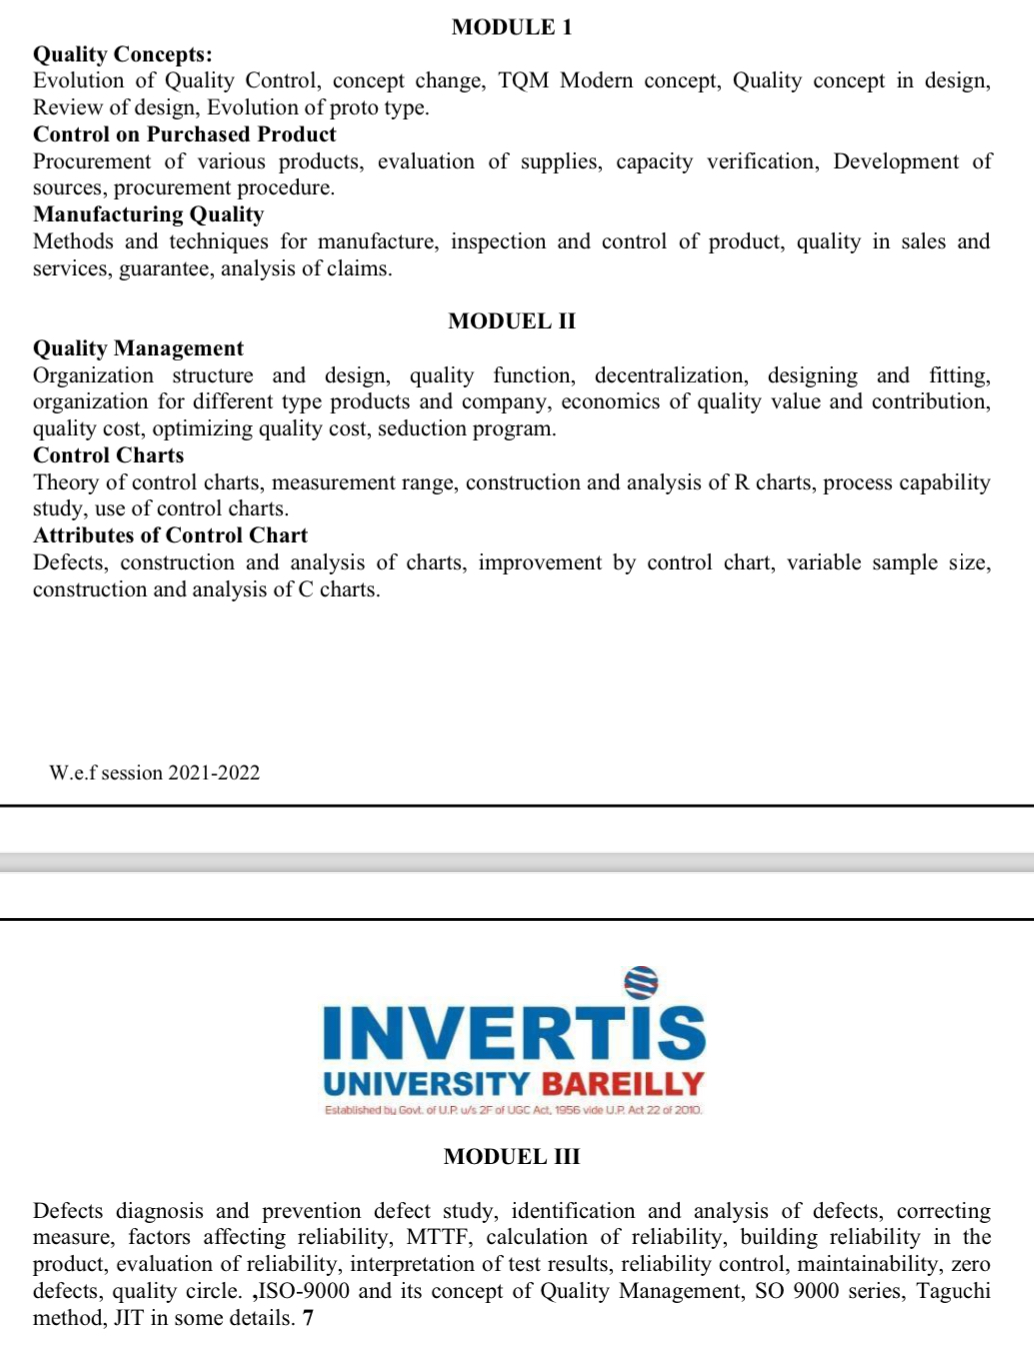 MODULE 1
Quality Concepts:
Evolution of Quality Control, concept change, TQM Modern concept, Quality concept in design,
Review of design, Evolution of proto type.
Control on Purchased Product
Procurement of various products, evaluation of supplies, capacity verification, Development of
sources, procurement procedure.
Manufacturing Quality
Methods and techniques for manufacture, inspection and control of product, quality in sales and
services, guarantee, analysis of claims.
MODUEL II
Quality Management
Organization structure and design, quality function, decentralization, designing and fitting,
organization for different type products and company, economics of quality value and contribution,
quality cost, optimizing quality cost, seduction program.
Control Charts
Theory of control charts, measurement range, construction and analysis of R charts, process capability
study, use of control charts.
Attributes of Control Chart
Defects, construction and analysis of charts, improvement by control chart, variable sample size,
construction and analysis of C charts.
W.e.f session 2021-2022
INVERTIS
UNIVERSITY BAREILLY
Established by Govt. of U.P. u/s 2F of UGC Act, 1956 vide U.P. Act 22 of 2010.
MODUEL III
Defects diagnosis and prevention defect study, identification and analysis of defects, correcting
measure, factors affecting reliability, MTTF, calculation of reliability, building reliability in the
product, evaluation of reliability, interpretation of test results, reliability control, maintainability, zero
defects, quality circle. ,ISO-9000 and its concept of Quality Management, SO 9000 series, Taguchi
method, JIT in some details. 7